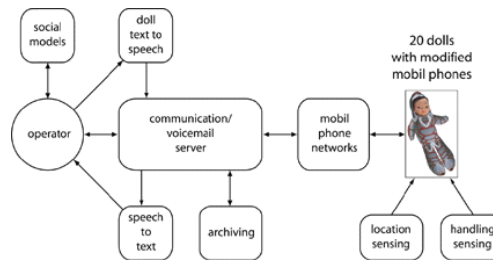 social
models
doll
text to
speech
20 dolls
with modified
mobil phones
operator
communication/
voicemail
server
mobil
phone
networks
speech
to
text
archiving
location
sensing
handling
sensing